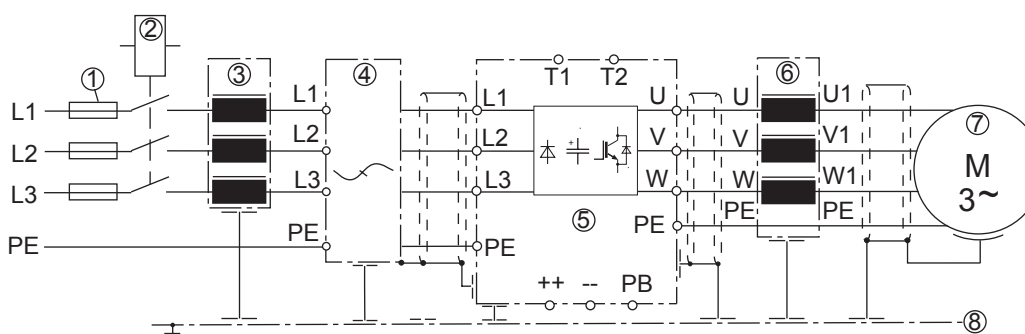 ②
①
③
④
⑥
⑦
T1 T2
L1 L1 L1 U U U1
L2 L2 L2 V V V1
L3 L3 L3 W W W1
M
3~
⑤
PE PE PE PE PE PE
++ -- PB
⑧